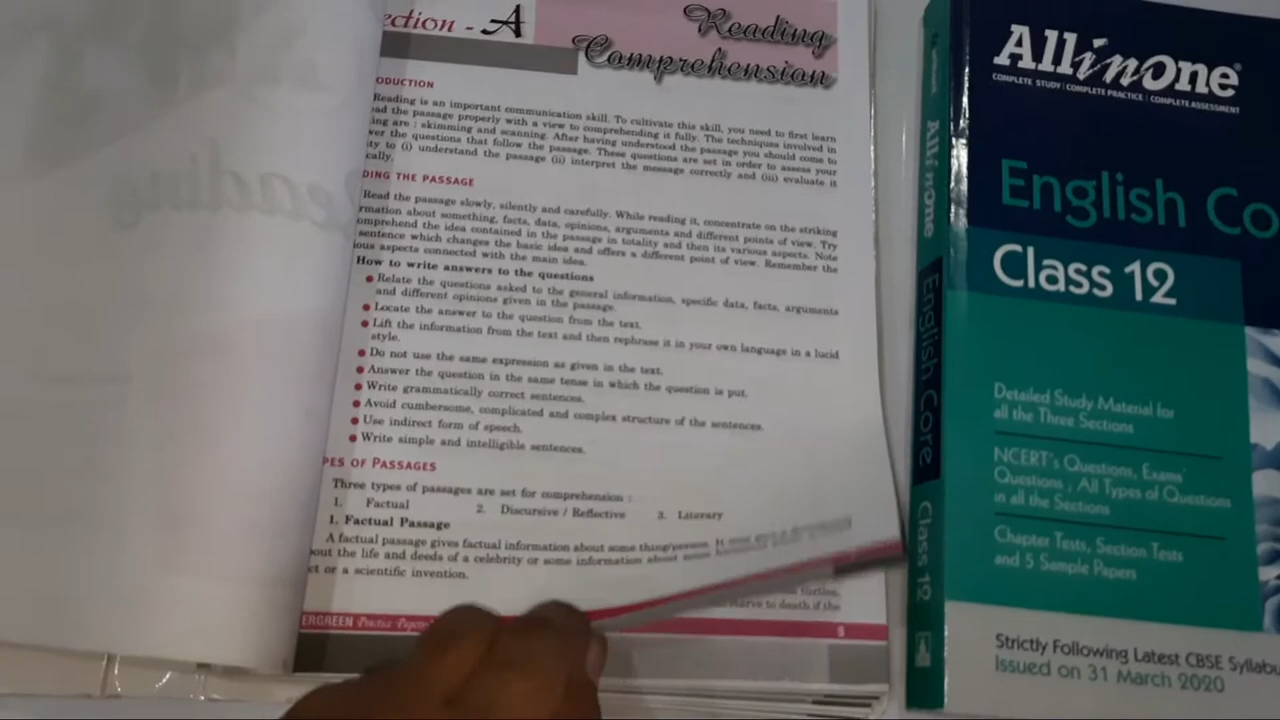 ection - A
Reading
Comprehension
ODUCTION
Reading is an important communication skill. To cultivate this skill, you need to first learn
ead the passage properly with a view to comprehending it fully. The techniques involved in
ing are : skimming and scanning. After having understood the passage you should come to
wer the questions that follow the passage. These questions are set in order to assess your
ty to (i) understand the passage (ii) interpret the message correctly and (iii) evaluate it
cally.
DING THE PASSAGE
Read the passage slowly, silently and carefully. While reading it, concentrate on the striking
rmation about something, facts, data, opinions, arguments and different points of view. Try
omprehend the idea contained in the passage in totality and then its various aspects. Note
sentence which changes the basic idea and offers a different point of view. Remember the
ious aspects connected with the main idea.
How to write answers to the questions
● Relate the questions asked to the general information, specific data, facts, arguments
and different opinions given in the passage.
● Locate the answer to the question from the text.
● Lift the information from the text and then rephrase it in your own language in a lucid
style.
● Do not use the same expression as given in the text.
● Answer the question in the same tense in which the question is put.
● Write grammatically correct sentences.
● Avoid cumbersome, complicated and complex structure of the sentences.
● Use indirect form of speech.
● Write simple and intelligible sentences.
PES OF PASSAGES
Three types of passages are set for comprehension :
1. Factual 2. Discursive / Reflective 3. Literary
1. Factual Passage
A factual passage gives factual information about some thing/person. It
out the life and deeds of a celebrity or some information about some
ct or a scientific invention.
to death if the
ERGREEN Practice Papers
9
All in One
COMPLETE STUDY | COMPLETE PRACTICE | COMPLETE ASSESSMENT
English Co
Class 12
Detailed Study Material for
all the Three Sections
NCERT's Questions, Exams'
Questions, All Types of Questions
in all the Sections
Chapter Tests, Section Tests
and 5 Sample Papers
Strictly Following Latest CBSE Syllabu
Issued on 31 March 2020
All in One
English Core
Class 12